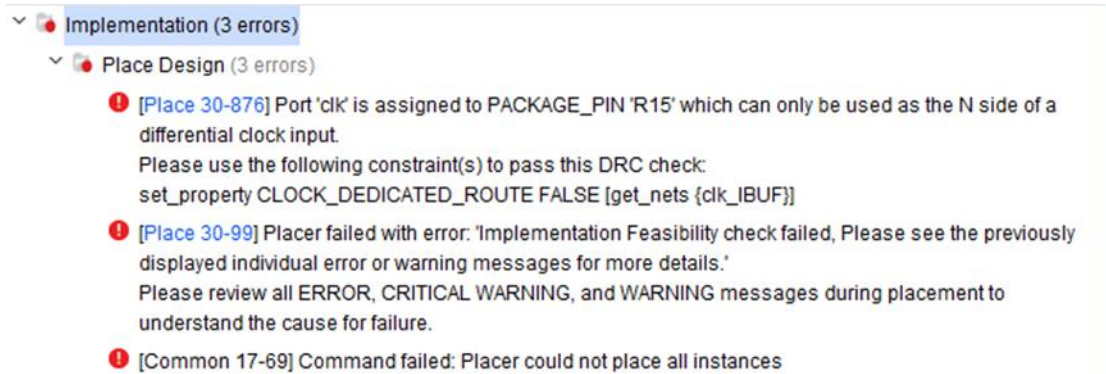 Implementation (3 errors)
Place Design (3 errors)
[Place 30-876] Port 'clk' is assigned to PACKAGE_PIN 'R15' which can only be used as the N side of a
differential clock input.
Please use the following constraint(s) to pass this DRC check:
set_property CLOCK_DEDICATED_ROUTE FALSE [get_nets {clk_IBUF}]
[Place 30-99] Placer failed with error: 'Implementation Feasibility check failed, Please see the previously
displayed individual error or warning messages for more details.'
Please review all ERROR, CRITICAL WARNING, and WARNING messages during placement to
understand the cause for failure.
[Common 17-69] Command failed: Placer could not place all instances